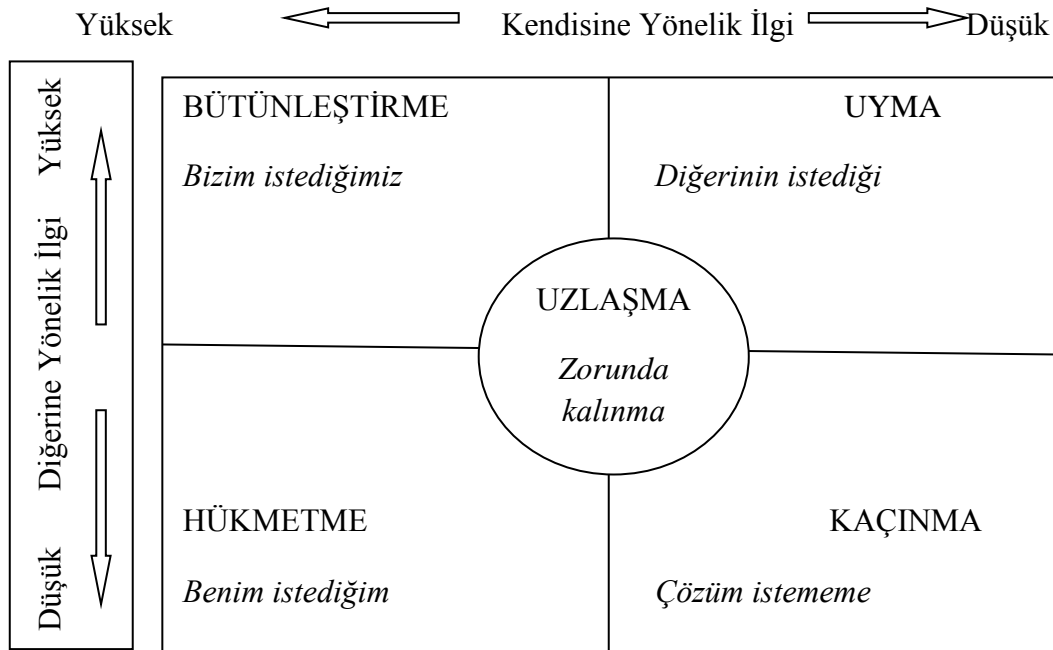 Yüksek Kendisine Yönelik İlgi Düşük
Düşük Diğerine Yönelik İlgi Yüksek
BÜTÜNLEŞTİRME
Bizim istediğimiz
UYMA
Diğerinin istediği
UZLAŞMA
Zorunda
kalınma
HÜKMETME
Benim istediğim
KAÇINMA
Çözüm istememe